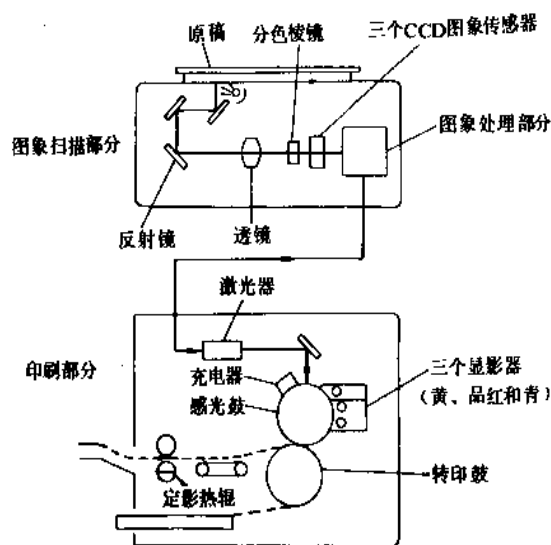 原稿
分色棱镜
三个CCD图象传感器
图象扫描部分
图象处理部分
反射镜
透镜
激光器
印刷部分
充电器
感光鼓
三个显影器
(黄、品红和青)
定影热辊
转印鼓